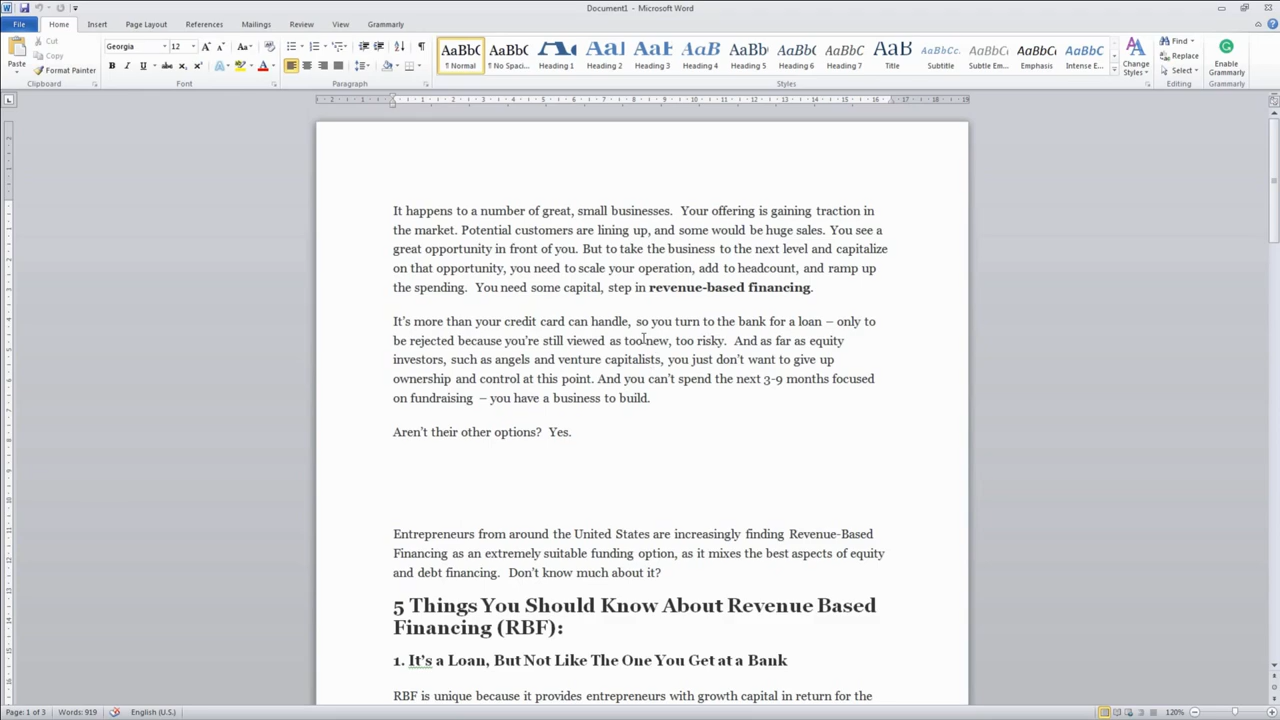 Document1 - Microsoft Word
File Home Insert Page Layout References Mailings Review View Grammarly
Paste
Cut
Copy
Format Painter
Clipboard
Georgia 12
Font
Paragraph
AaBbC AaBbC AaBbC AaBbI AaBbC AaBbC AaBbC AaBbC AaBbC AaBb AaBbCc. AaBbCc. AaBbC AaBbC
¶ Normal ¶ No Spaci... Heading 1 Heading 2 Heading 3 Heading 4 Heading 5 Heading 6 Heading 7 Title Subtitle Subtle Em... Emphasis Intense E...
Styles
Change
Styles
Find
Replace
Select
Editing
Enable
Grammarly
Grammarly
It happens to a number of great, small businesses. Your offering is gaining traction in
the market. Potential customers are lining up, and some would be huge sales. You see a
great opportunity in front of you. But to take the business to the next level and capitalize
on that opportunity, you need to scale your operation, add to headcount, and ramp up
the spending. You need some capital, step in revenue-based financing.
It’s more than your credit card can handle, so you turn to the bank for a loan – only to
be rejected because you’re still viewed as too new, too risky. And as far as equity
investors, such as angels and venture capitalists, you just don’t want to give up
ownership and control at this point. And you can’t spend the next 3-9 months focused
on fundraising – you have a business to build.
Aren’t their other options? Yes.
Entrepreneurs from around the United States are increasingly finding Revenue-Based
Financing as an extremely suitable funding option, as it mixes the best aspects of equity
and debt financing. Don’t know much about it?
5 Things You Should Know About Revenue Based
Financing (RBF):
1. It’s a Loan, But Not Like The One You Get at a Bank
RBF is unique because it provides entrepreneurs with growth capital in return for the
Page: 1 of 3 Words: 919 English (U.S.) 120%